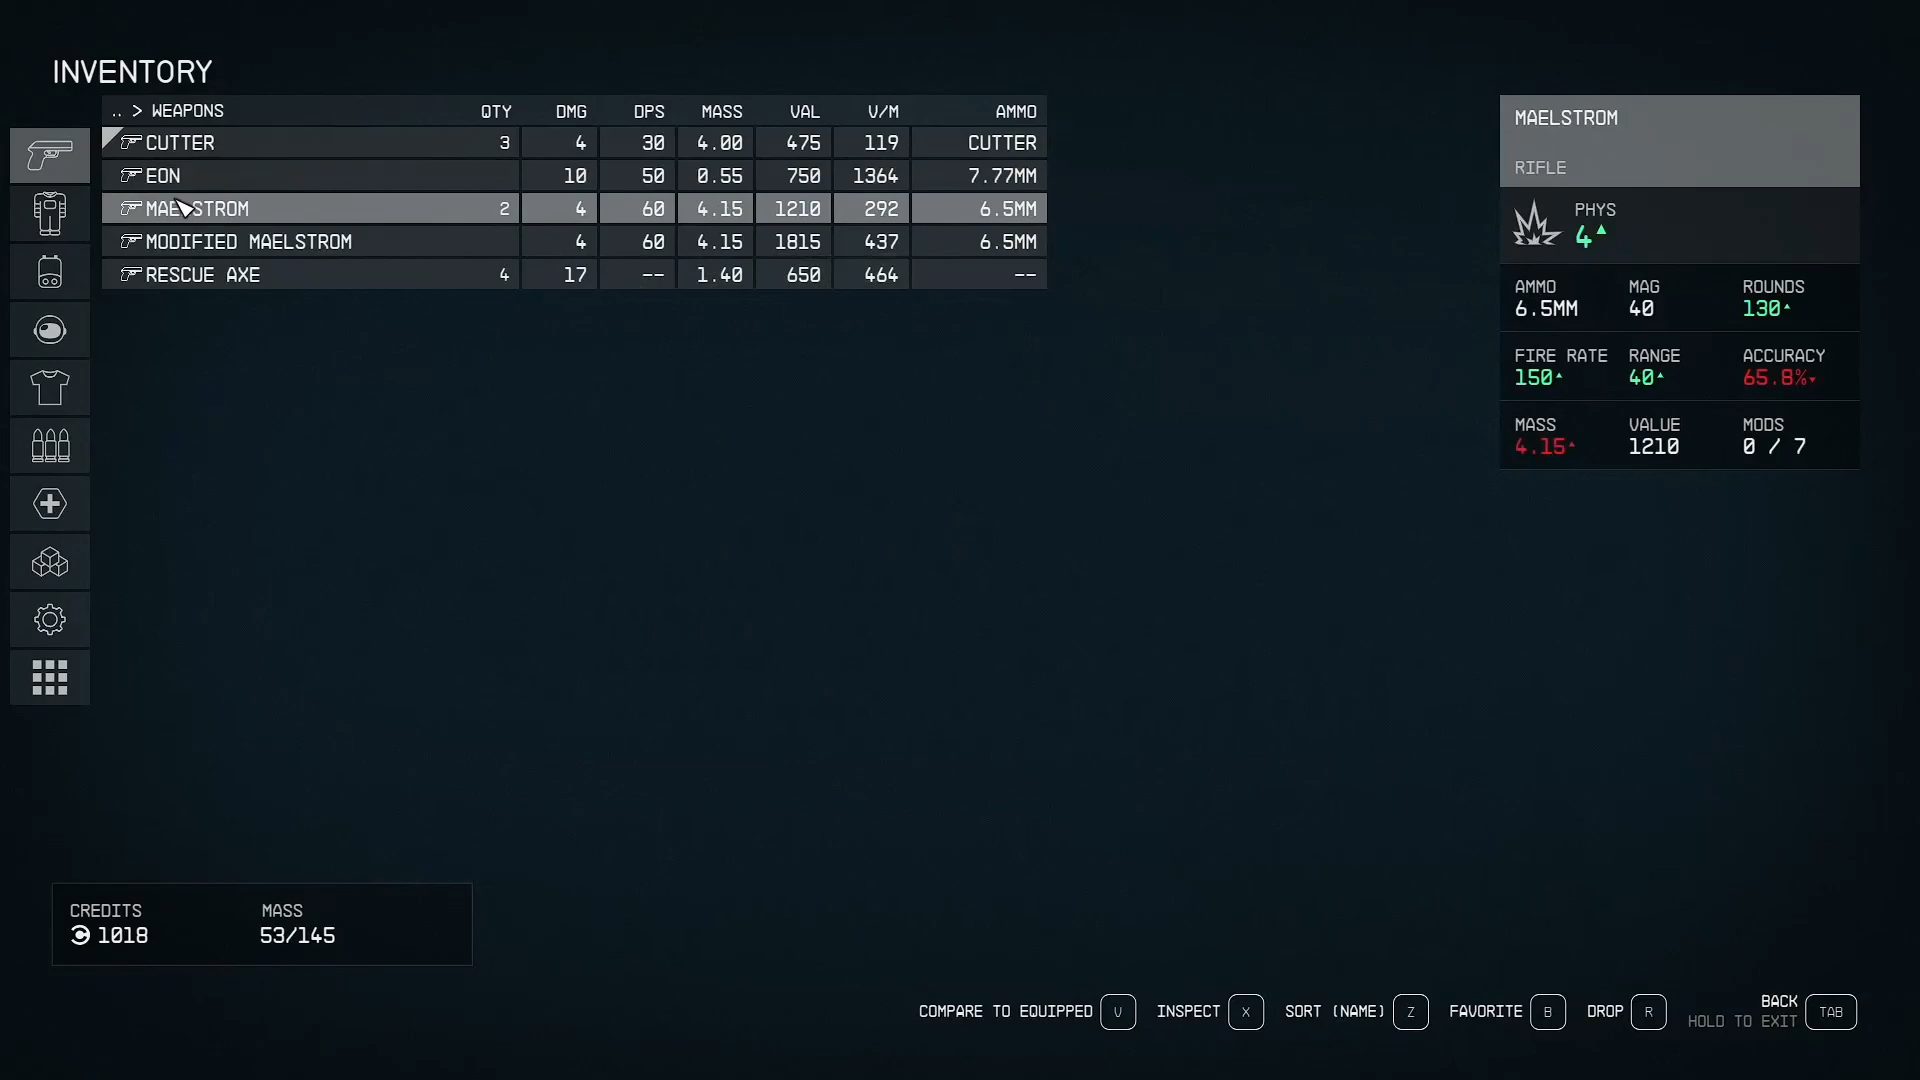 INVENTORY
.. > WEAPONS QTY DMG DPS MASS VAL V/M AMMO
CUTTER 3 4 30 4.00 475 119 CUTTER
EON 10 50 0.55 750 1364 7.77MM
MAELSTROM 2 4 60 4.15 1210 292 6.5MM
MODIFIED MAELSTROM 4 60 4.15 1815 437 6.5MM
RESCUE AXE 4 17 -- 1.40 650 464 --
MAELSTROM
RIFLE
PHYS
4
AMMO MAG ROUNDS
6.5MM 40 130
FIRE RATE RANGE ACCURACY
150 40 65.8%
MASS VALUE MODS
4.15 1210 0 / 7
CREDITS MASS
1018 53/145
COMPARE TO EQUIPPED V INSPECT X SORT (NAME) Z FAVORITE B DROP R BACK TAB
HOLD TO EXIT